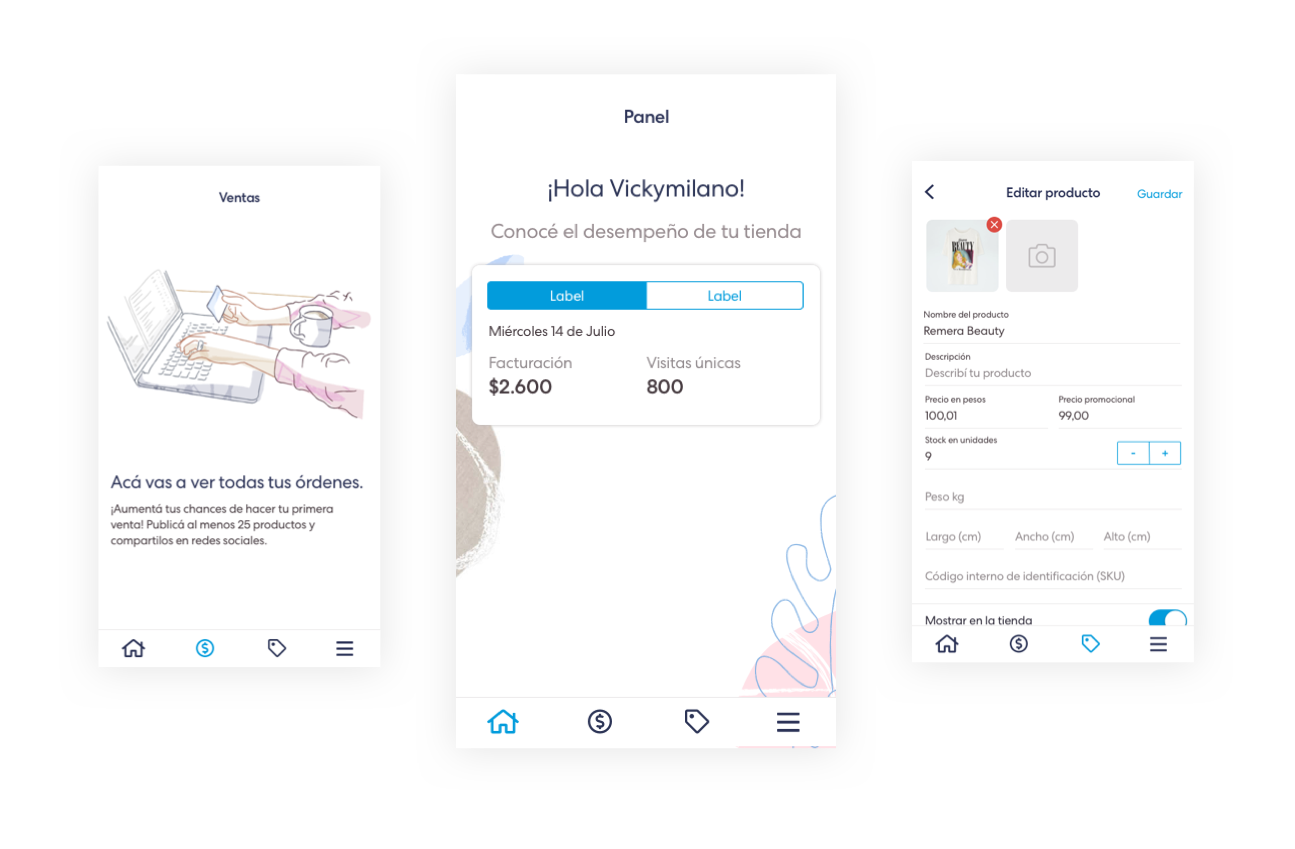 Ventas
Acá vas a ver todas tus órdenes.
¡Aumentá tus chances de hacer tu primera
venta! Publicá al menos 25 productos y
compartilos en redes sociales.
Panel
¡Hola Vickymilano!
Conocé el desempeño de tu tienda
Label Label
Miércoles 14 de Julio
Facturación Visitas únicas
$2.600 800
Editar producto Guardar
BEAUTY
Nombre del producto
Remera Beauty
Descripción
Describí tu producto
Precio en pesos Precio promocional
100,01 99,00
Stock en unidades
9 - +
Peso kg
Largo (cm) Ancho (cm) Alto (cm)
Código interno de identificación (SKU)
Mostrar en la tienda